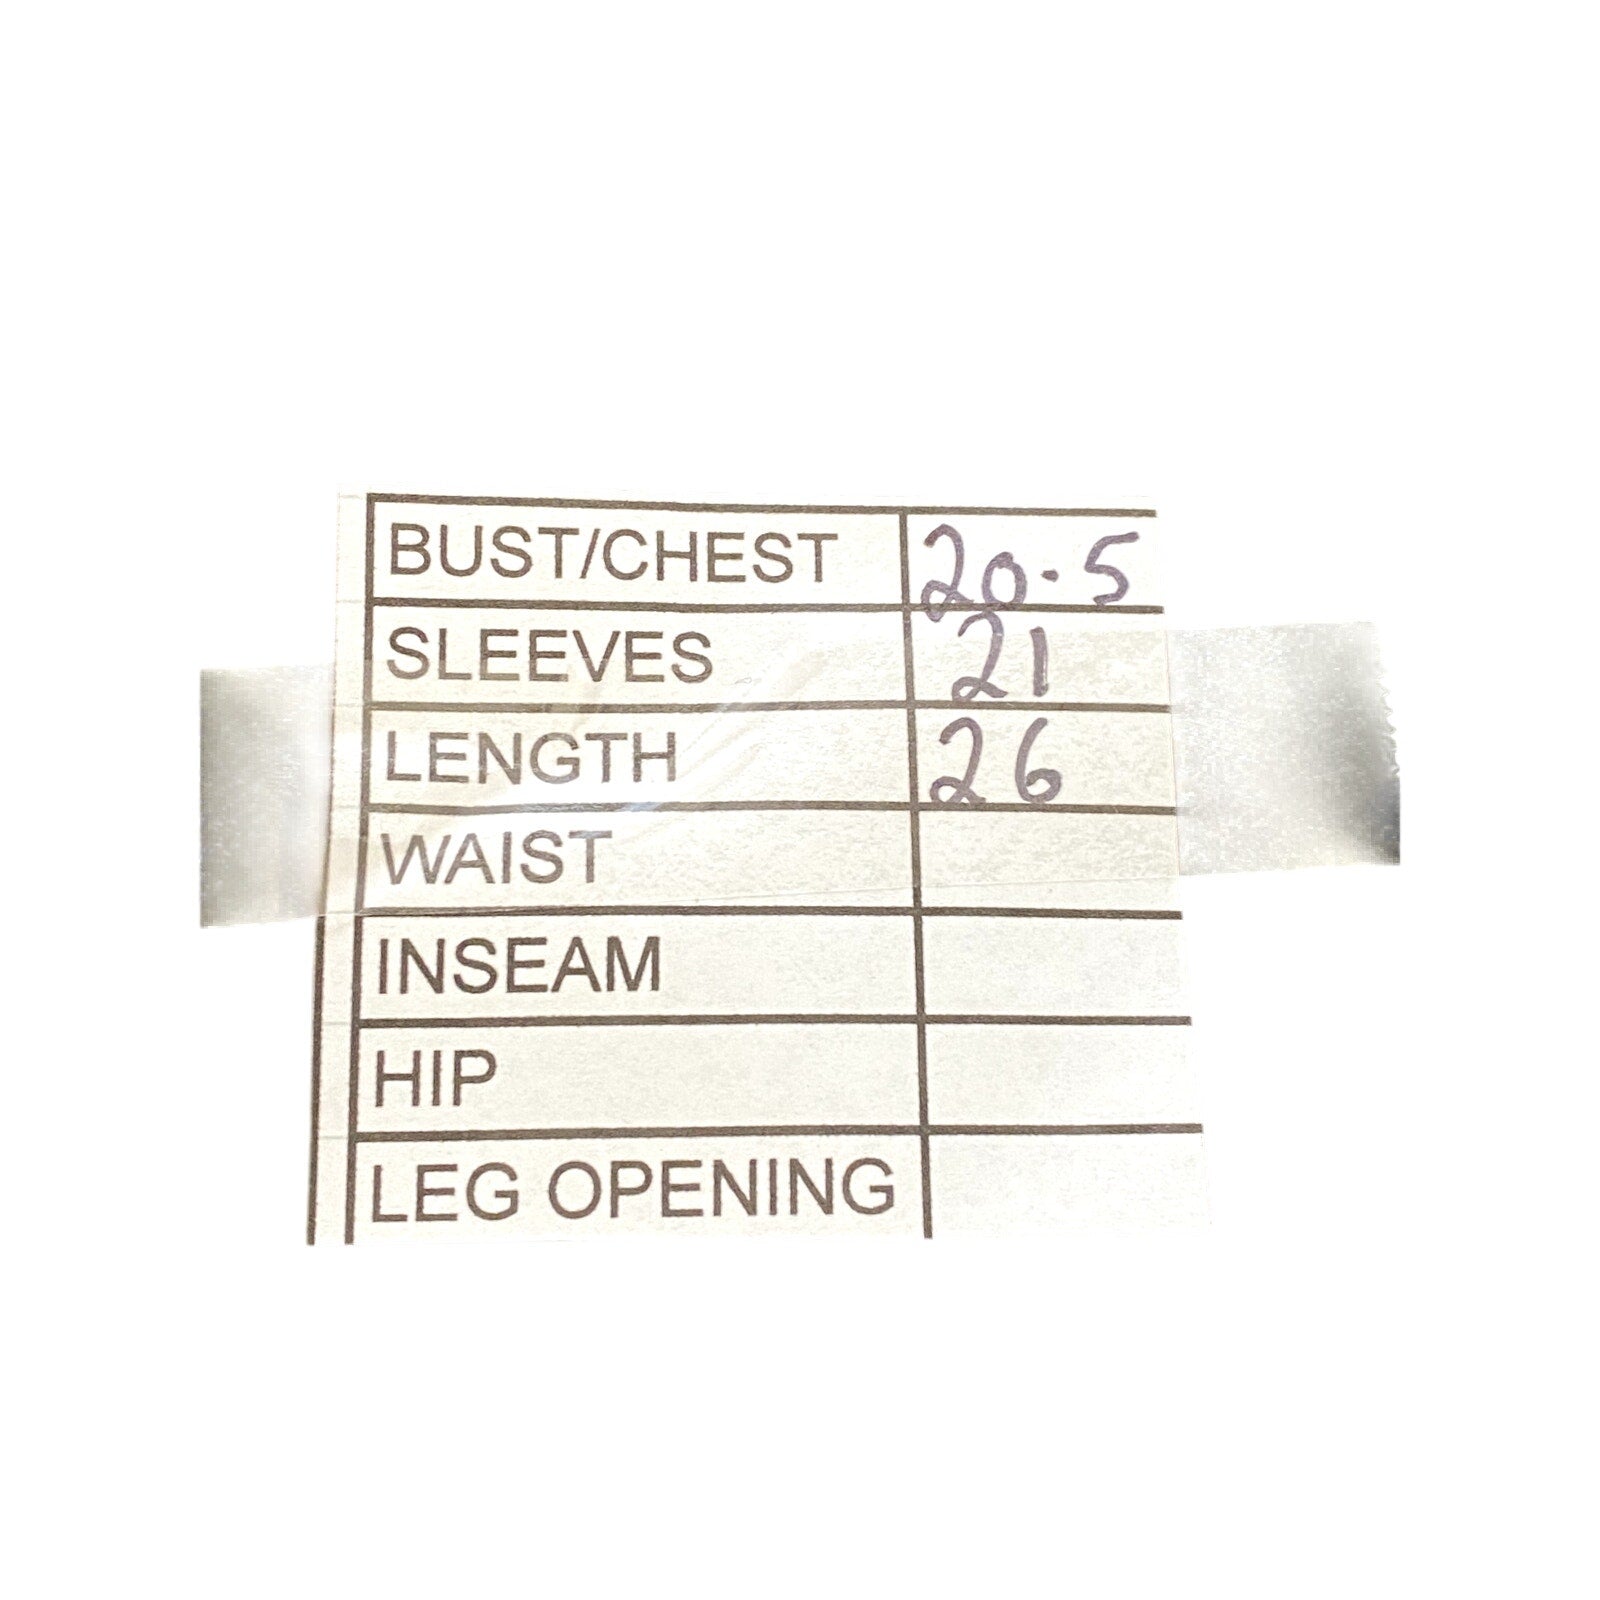 BUST/CHEST 20.5
SLEEVES 21
LENGTH 26
WAIST
INSEAM
HIP
LEG OPENING